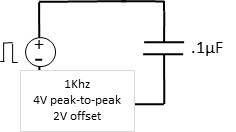 +
.1µF
-
1Khz
4V peak-to-peak
2V offset